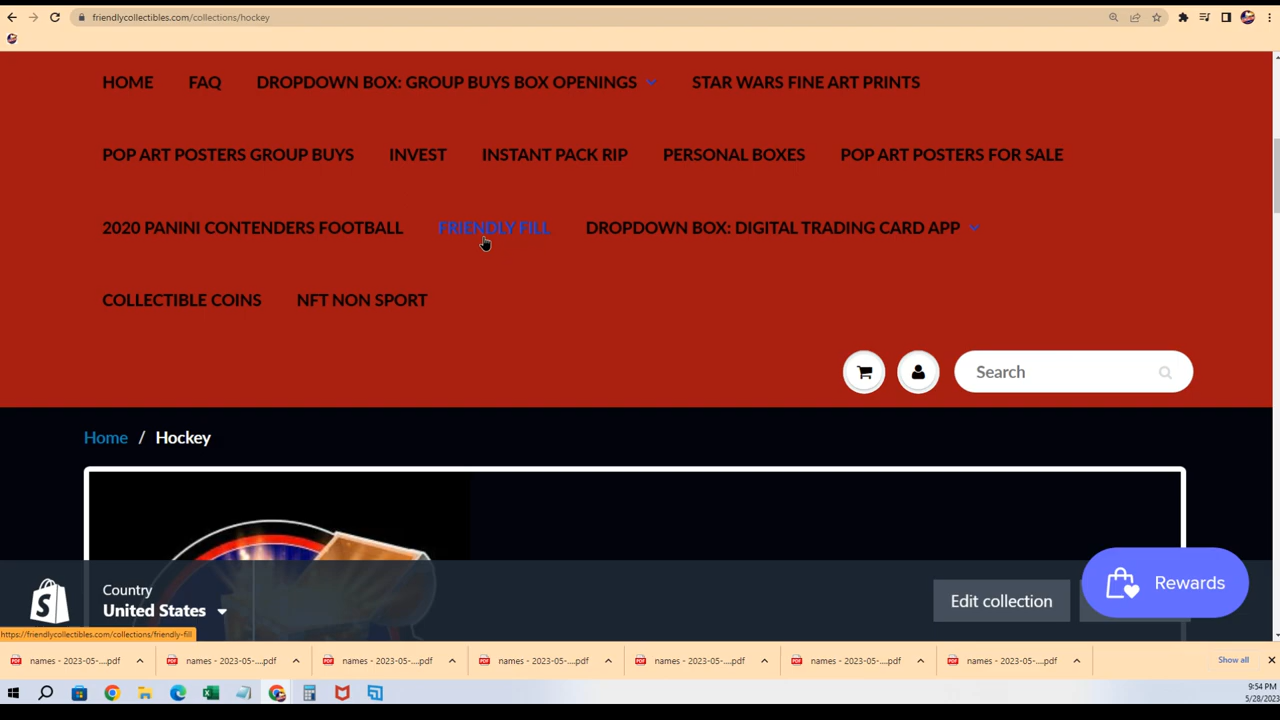 friendlycollectibles.com/collections/hockey
HOME FAQ DROPDOWN BOX: GROUP BUYS BOX OPENINGS STAR WARS FINE ART PRINTS
POP ART POSTERS GROUP BUYS INVEST INSTANT PACK RIP PERSONAL BOXES POP ART POSTERS FOR SALE
2020 PANINI CONTENDERS FOOTBALL FRIENDLY FILL DROPDOWN BOX: DIGITAL TRADING CARD APP
COLLECTIBLE COINS NFT NON SPORT
Search
Home / Hockey
Country
United States
Edit collection
Rewards
https://friendlycollectibles.com/collections/friendly-fill
names - 2023-05-....pdf names - 2023-05-....pdf names - 2023-05-....pdf names - 2023-05-....pdf names - 2023-05-....pdf names - 2023-05-....pdf names - 2023-05-....pdf Show all
9:54 PM
5/28/2023